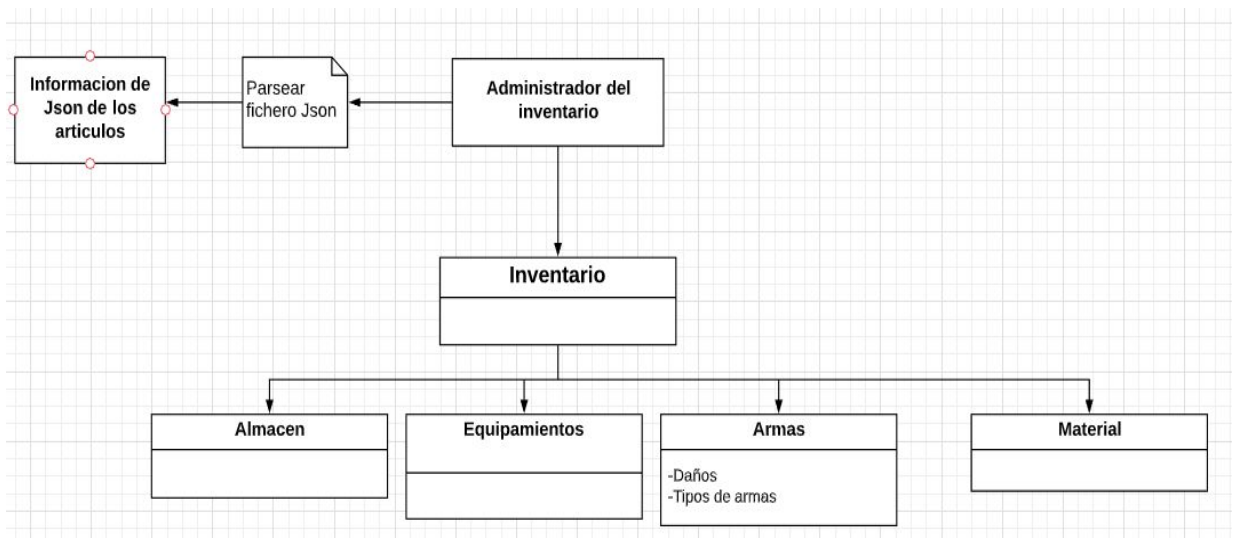 Informacion de
Json de los
articulos
Parsear
fichero Json
Administrador del
inventario
Inventario
Almacen
Equipamientos
Armas
-Daños
-Tipos de armas
Material